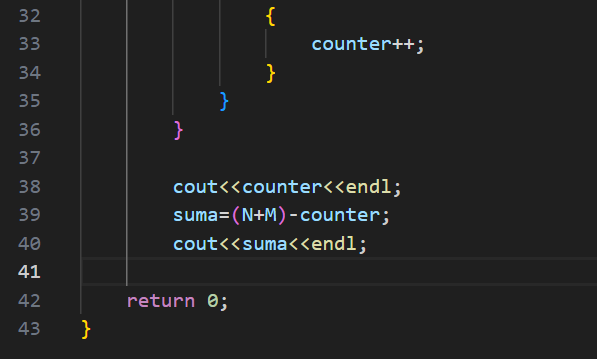 32 {
33 counter++;
34 }
35 }
36 }
37
38 cout<<counter<<endl;
39 suma=(N+M)-counter;
40 cout<<suma<<endl;
41
42 return 0;
43 }